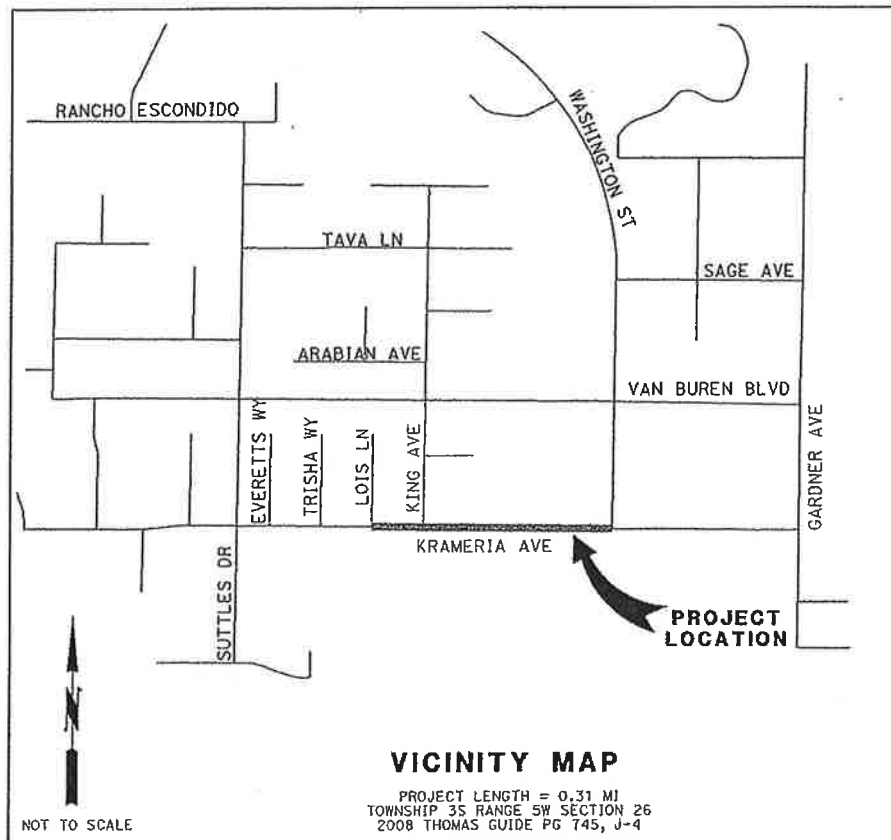 RANCHO ESCONDIDO
WASHINGTON ST
TAVA LN
SAGE AVE
ARABIAN AVE
VAN BUREN BLVD
EVERETTS WY
TRISHA WY
LOIS LN
KING AVE
GARDNER AVE
KRAMERIA AVE
SUTTLES DR
PROJECT
LOCATION
N
NOT TO SCALE
VICINITY MAP
PROJECT LENGTH = 0.31 MI
TOWNSHIP 3S RANGE 5W SECTION 26
2008 THOMAS GUIDE PG 745, J-4